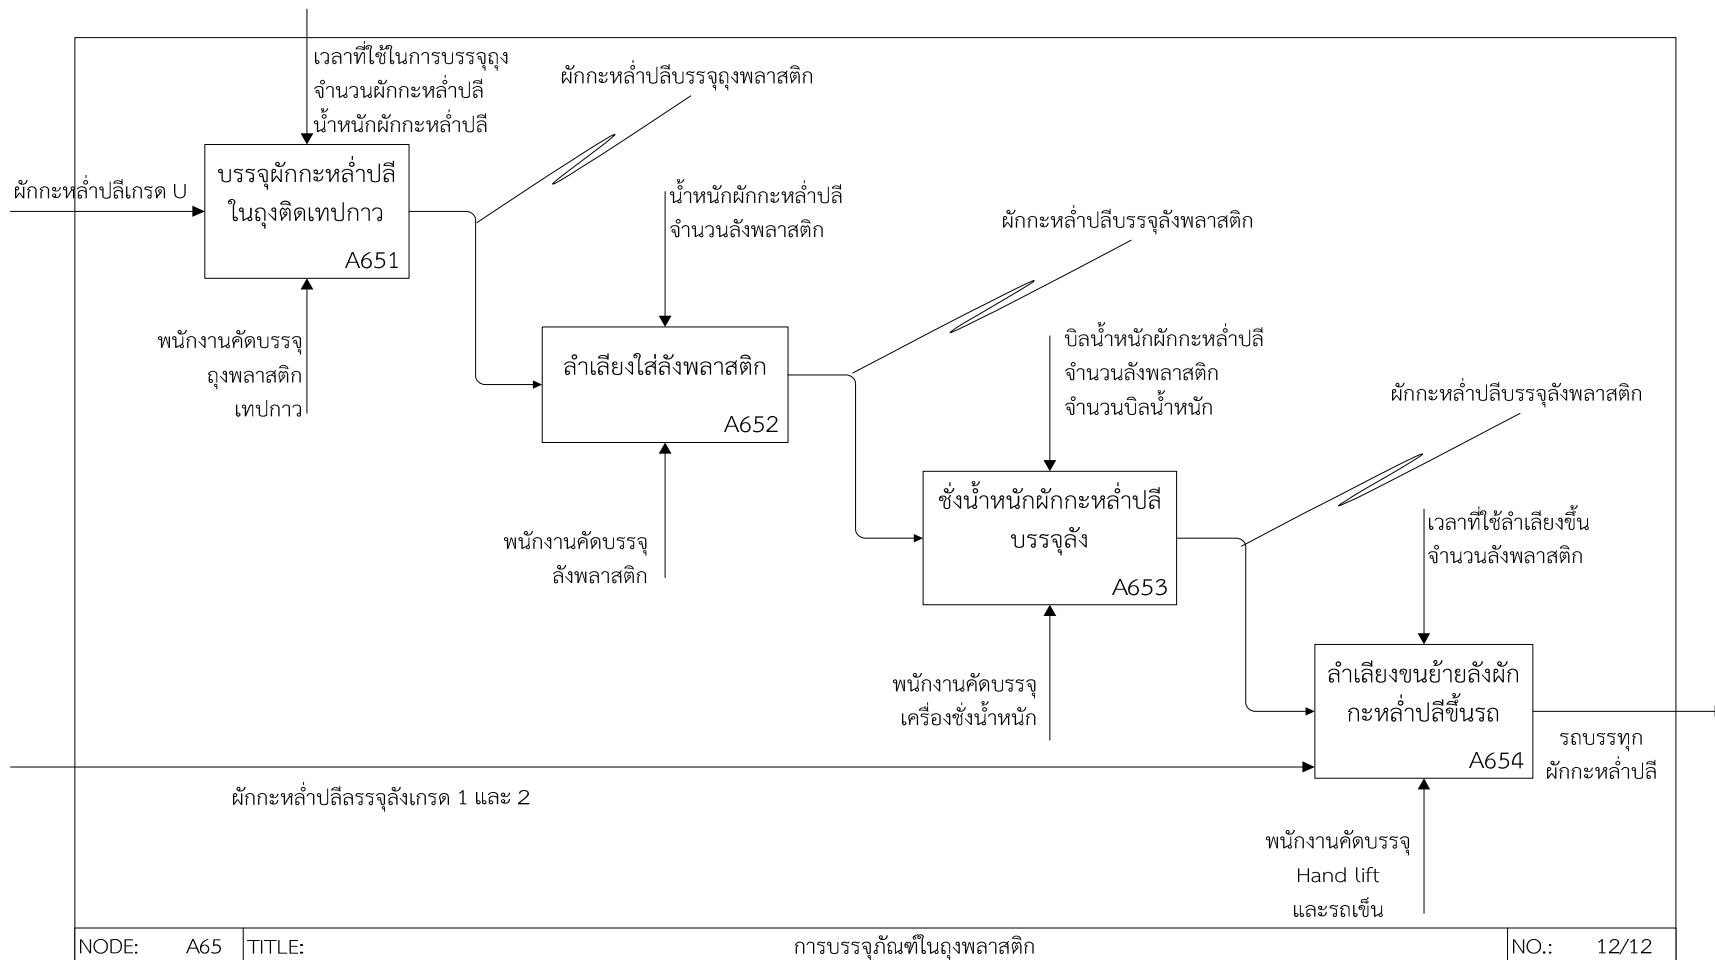 เวลาที่ใช้ในการบรรจุถุง
จำนวนผักกะหล่ำปลี
น้ำหนักผักกะหล่ำปลี
ผักกะหล่ำปลีบรรจุถุงพลาสติก
ผักกะหล่ำปลีเกรด U
บรรจุผักกะหล่ำปลี
ในถุงติดเทปกาว
A651
พนักงานคัดบรรจุ
ถุงพลาสติก
เทปกาว
น้ำหนักผักกะหล่ำปลี
จำนวนลังพลาสติก
ผักกะหล่ำปลีบรรจุลังพลาสติก
ลำเลียงใส่ลังพลาสติก
A652
พนักงานคัดบรรจุ
ลังพลาสติก
บิลน้ำหนักผักกะหล่ำปลี
จำนวนลังพลาสติก
จำนวนบิลน้ำหนัก
ผักกะหล่ำปลีบรรจุลังพลาสติก
ชั่งน้ำหนักผักกะหล่ำปลี
บรรจุลัง
A653
พนักงานคัดบรรจุ
เครื่องชั่งน้ำหนัก
เวลาที่ใช้ลำเลียงขึ้น
จำนวนลังพลาสติก
ลำเลียงขนย้ายลังผัก
กะหล่ำปลีขึ้นรถ
A654
รถบรรทุก
ผักกะหล่ำปลี
ผักกะหล่ำปลีลรรจุลังเกรด 1 และ 2
พนักงานคัดบรรจุ
Hand lift
และรถเข็น
NODE: A65 TITLE: การบรรจุภัณฑ์ในถุงพลาสติก NO.: 12/12